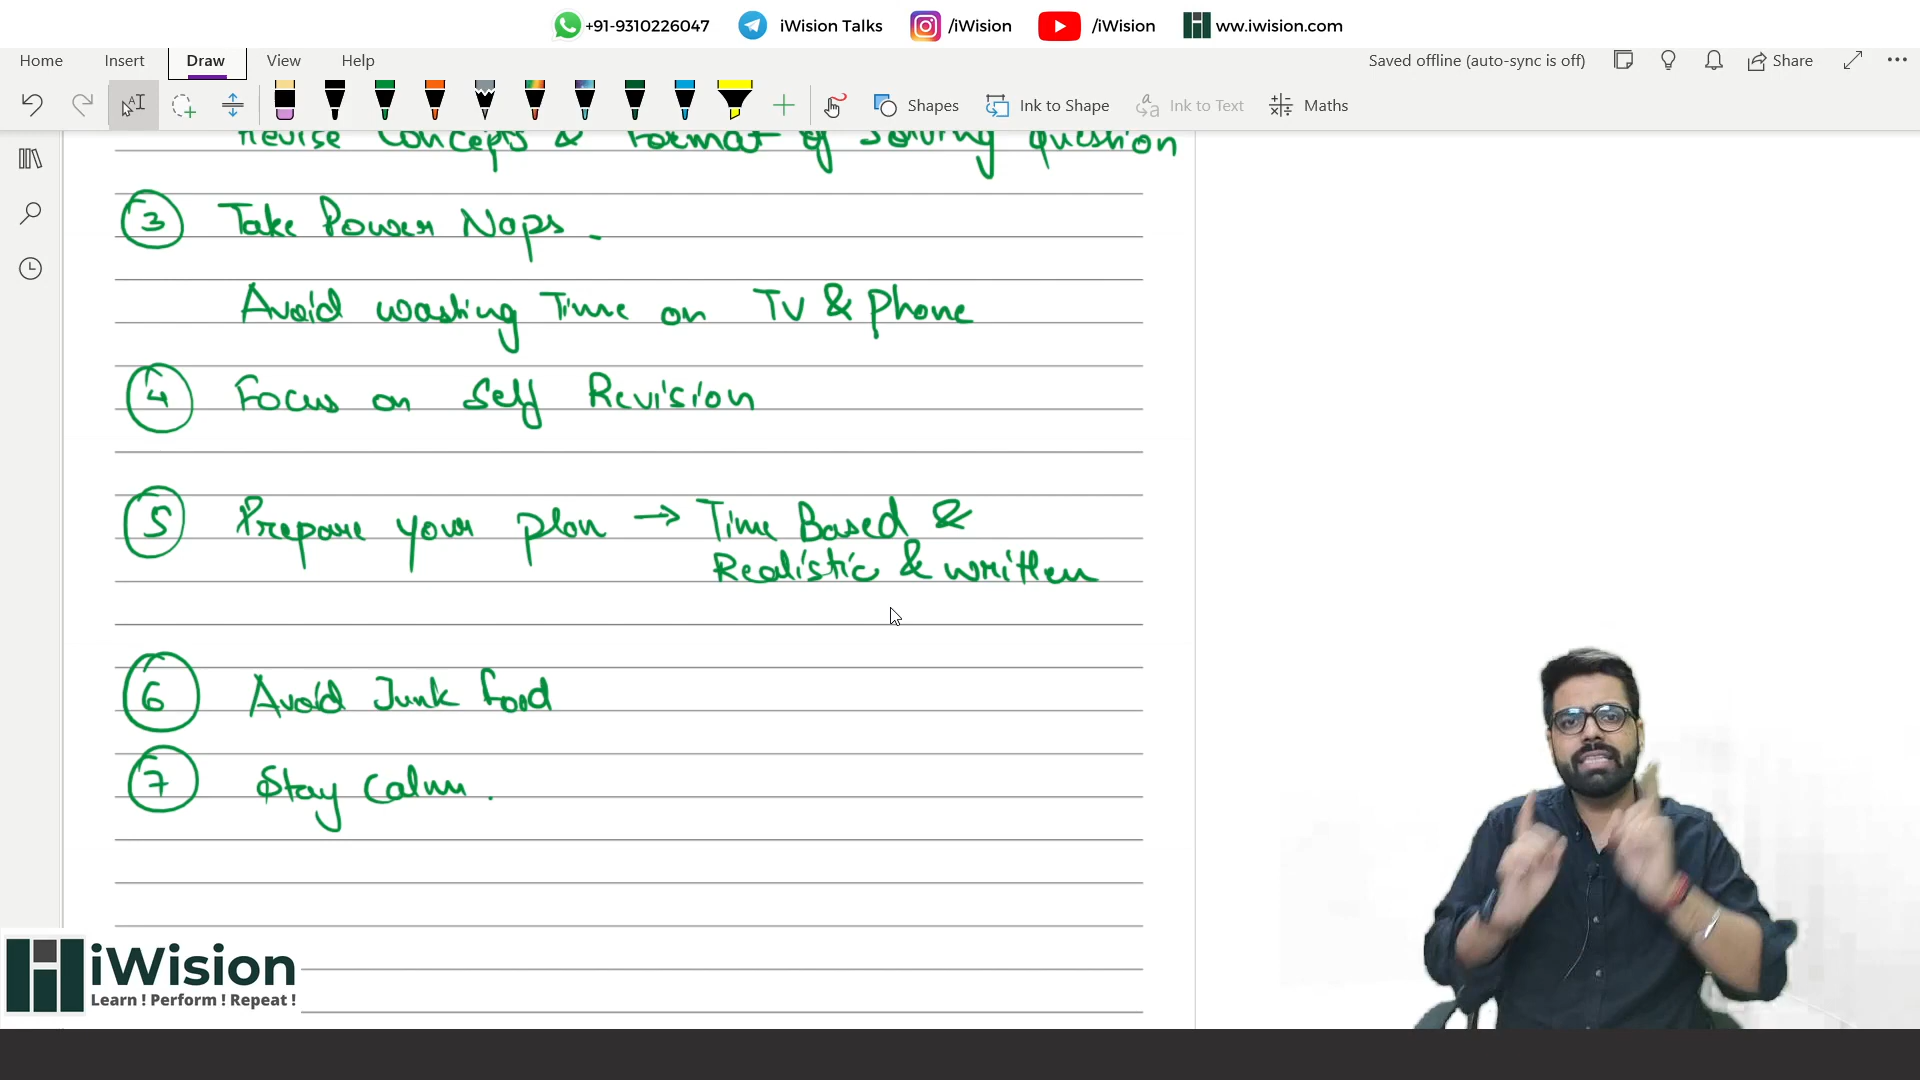 +91-9310226047 iWision Talks /iWision /iWision ww.iwision.com
Home Insert Draw View Help Saved offline (auto-sync is off) Share
Shapes Ink to Shape Ink to Text Maths
Revise Concepts & Format of Solving Question
3 Take Power Naps.
Avoid wasting Time on TV & Phone
4 Focus on Self Revision
5 Prepare your plan → Time Based &
Realistic & written
6 Avoid Junk food
7 Stay Calm.
iWision
Learn ! Perform ! Repeat !